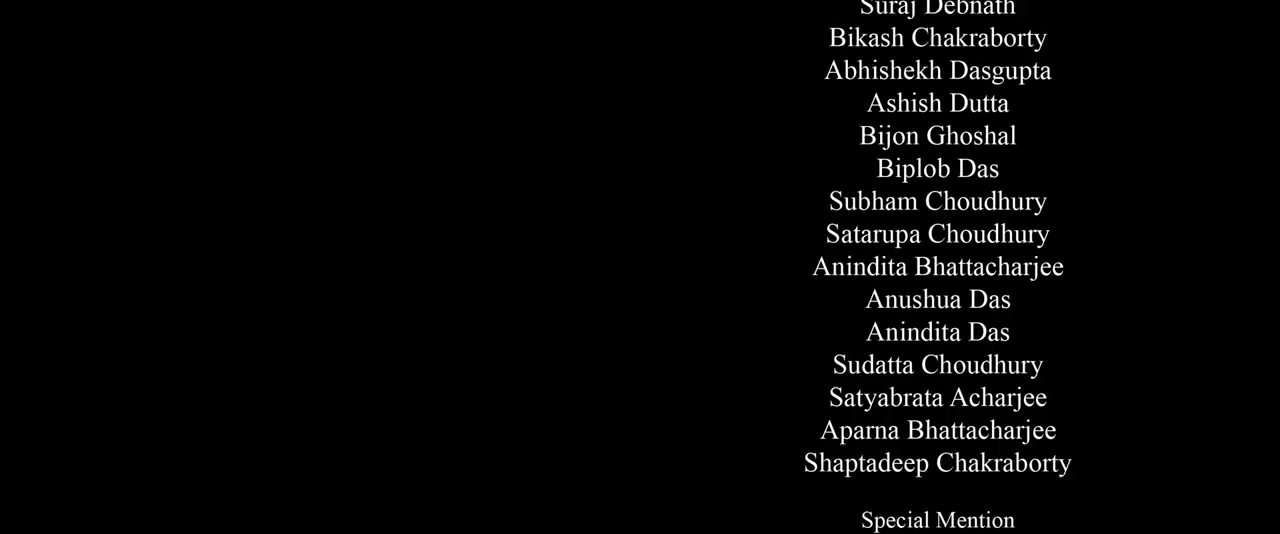 Suraj Debnath
Bikash Chakraborty
Abhishekh Dasgupta
Ashish Dutta
Bijon Ghoshal
Biplob Das
Subham Choudhury
Satarupa Choudhury
Anindita Bhattacharjee
Anushua Das
Anindita Das
Sudatta Choudhury
Satyabrata Acharjee
Aparna Bhattacharjee
Shaptadeep Chakraborty
Special Mention